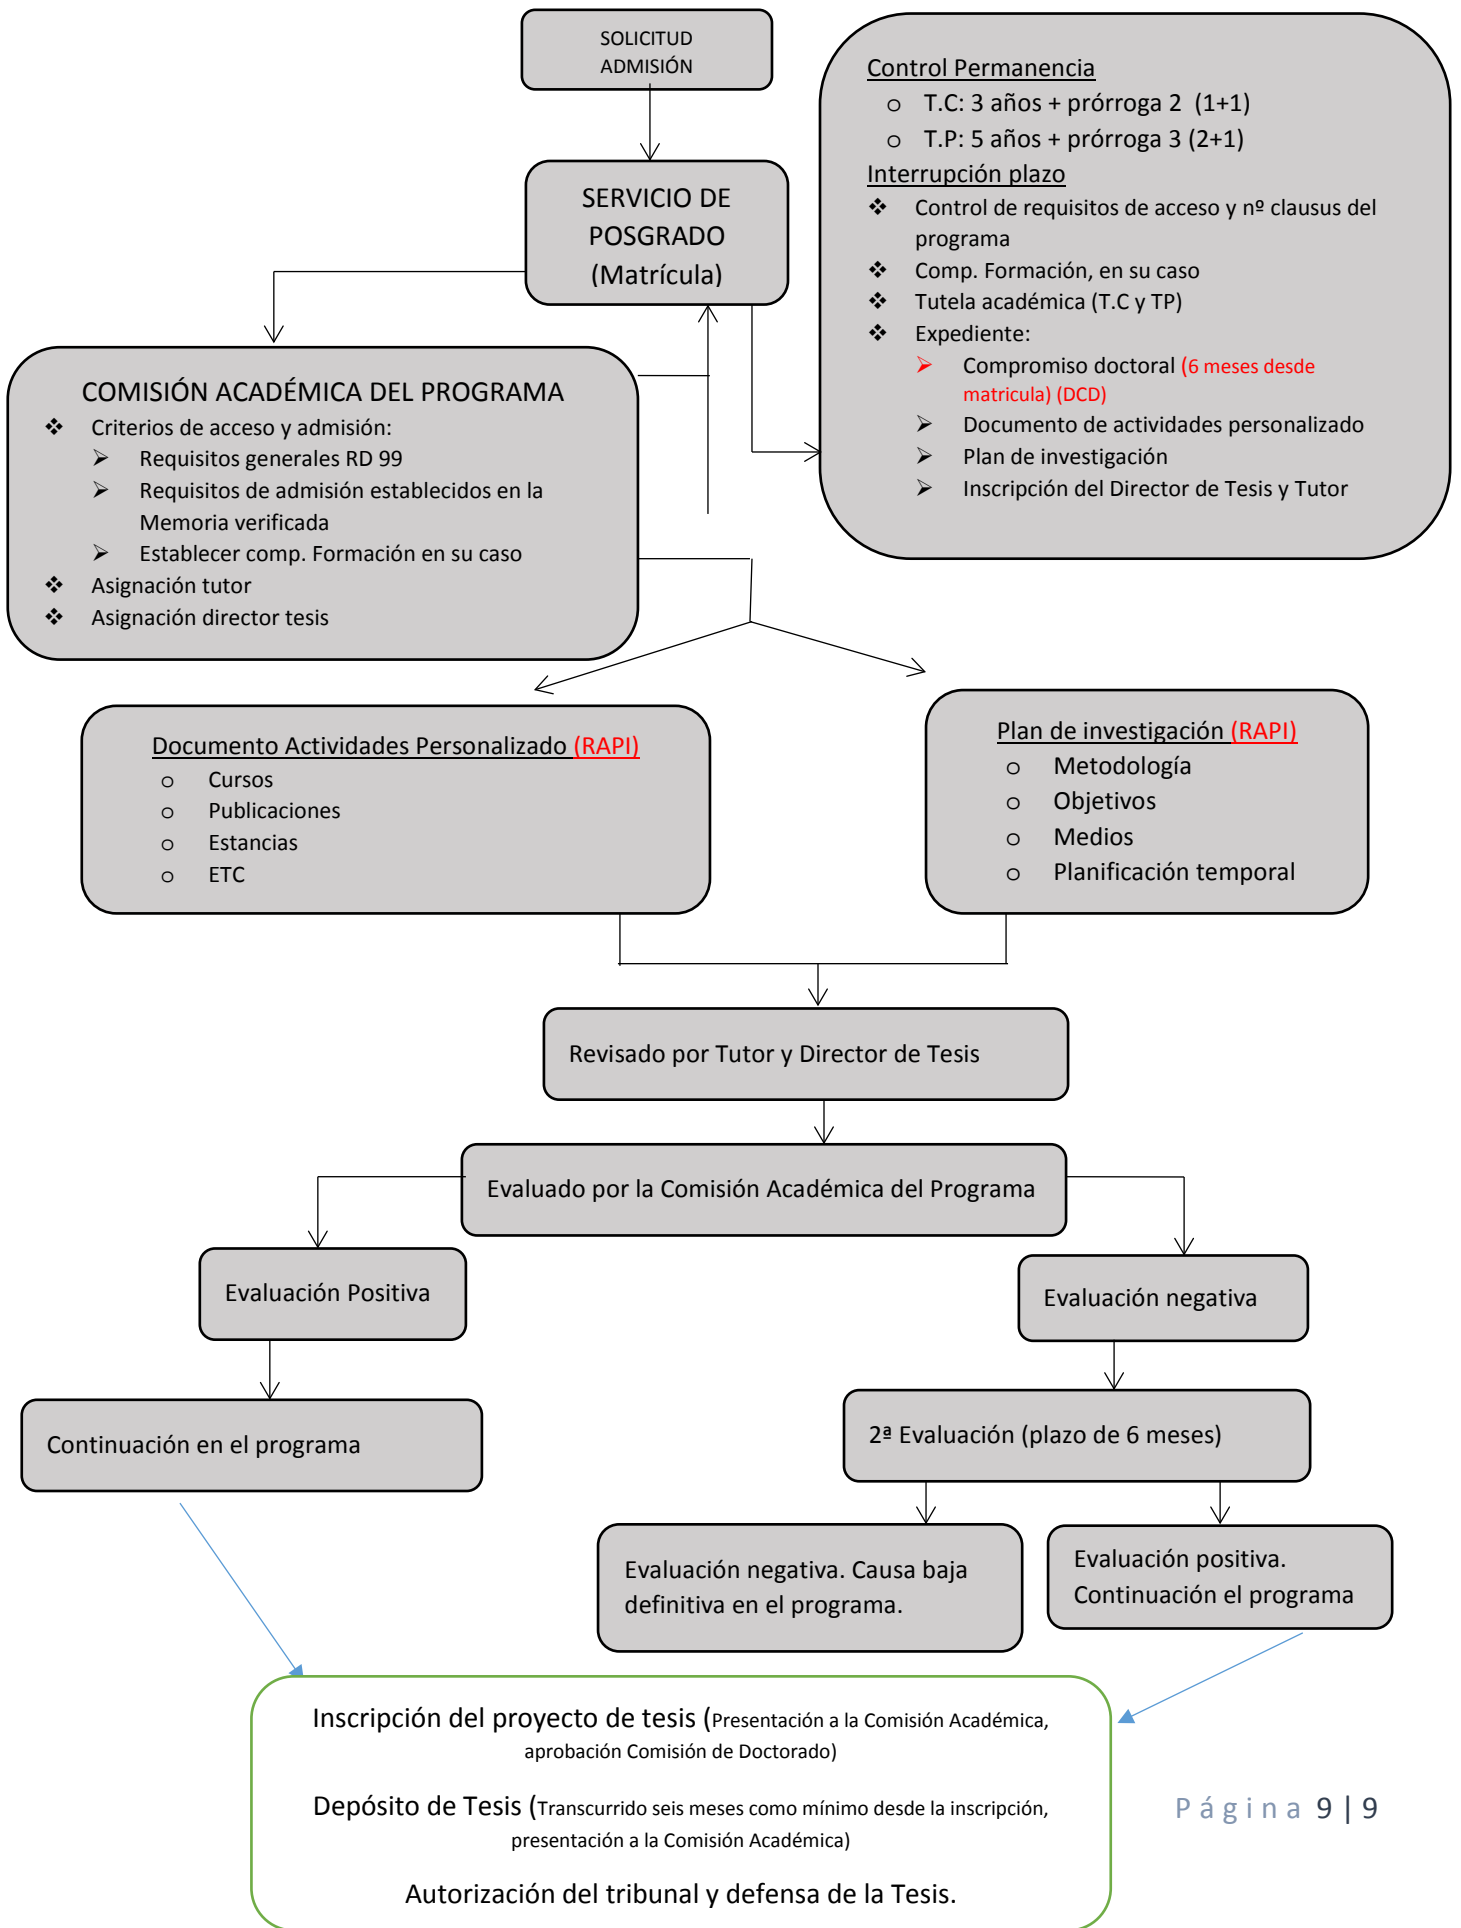 SOLICITUD
ADMISIÓN
SERVICIO DE
POSGRADO
(Matrícula)
Control Permanencia
o T.C: 3 años + prórroga 2 (1+1)
o T.P: 5 años + prórroga 3 (2+1)
Interrupción plazo
❖ Control de requisitos de acceso y nº clausus del
programa
❖ Comp. Formación, en su caso
❖ Tutela académica (T.C y TP)
❖ Expediente:
➢ Compromiso doctoral (6 meses desde
matricula) (DCD)
➢ Documento de actividades personalizado
➢ Plan de investigación
➢ Inscripción del Director de Tesis y Tutor
COMISIÓN ACADÉMICA DEL PROGRAMA
❖ Criterios de acceso y admisión:
➢ Requisitos generales RD 99
➢ Requisitos de admisión establecidos en la
Memoria verificada
➢ Establecer comp. Formación en su caso
❖ Asignación tutor
❖ Asignación director tesis
Documento Actividades Personalizado (RAPI)
o Cursos
o Publicaciones
o Estancias
o ETC
Plan de investigación (RAPI)
o Metodología
o Objetivos
o Medios
o Planificación temporal
Revisado por Tutor y Director de Tesis
Evaluado por la Comisión Académica del Programa
Evaluación Positiva
Evaluación negativa
Continuación en el programa
2ª Evaluación (plazo de 6 meses)
Evaluación negativa. Causa baja
definitiva en el programa.
Evaluación positiva.
Continuación el programa
Inscripción del proyecto de tesis (Presentación a la Comisión Académica,
aprobación Comisión de Doctorado)
Depósito de Tesis (Transcurrido seis meses como mínimo desde la inscripción,
presentación a la Comisión Académica)
Autorización del tribunal y defensa de la Tesis.
Página 9 | 9